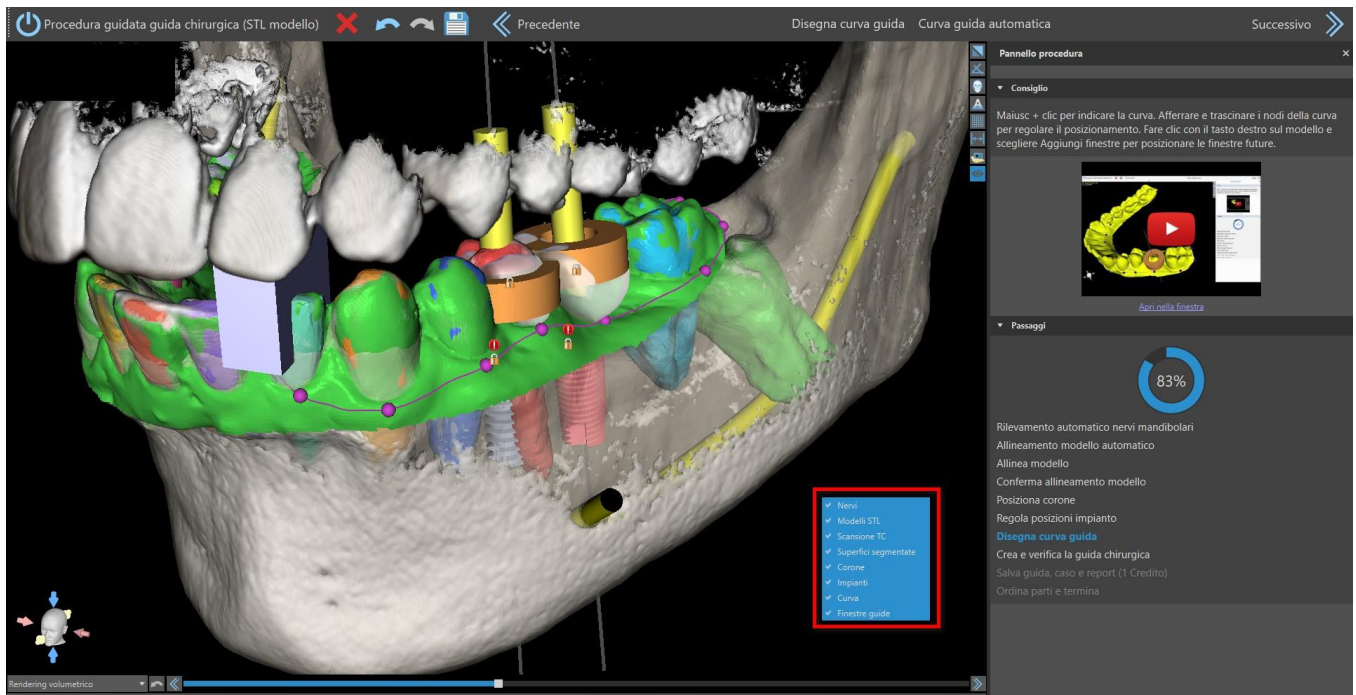 Procedura guidata guida chirurgica (STL modello)
Precedente
Disegna curva guida
Curva guida automatica
Successivo
Pannello procedura
Consiglio
Maiusc + clic per indicare la curva. Afferrare e trascinare i nodi della curva
per regolare il posizionamento. Fare clic con il tasto destro sul modello e
scegliere Aggiungi finestre per posizionare le finestre future.
Apri nella finestra
Passaggi
83%
Rilevamento automatico nervi mandibolari
Allineamento modello automatico
Allinea modello
Conferma allineamento modello
Posiziona corone
Regola posizioni impianto
Disegna curva guida
Crea e verifica la guida chirurgica
Salva guida, caso e report (1 Credito)
Ordina parti e termina
Nervi
Modelli STL
Scansione TC
Superfici segmentate
Corone
Impianti
Curva
Finestre guide
Rendering volumetrico